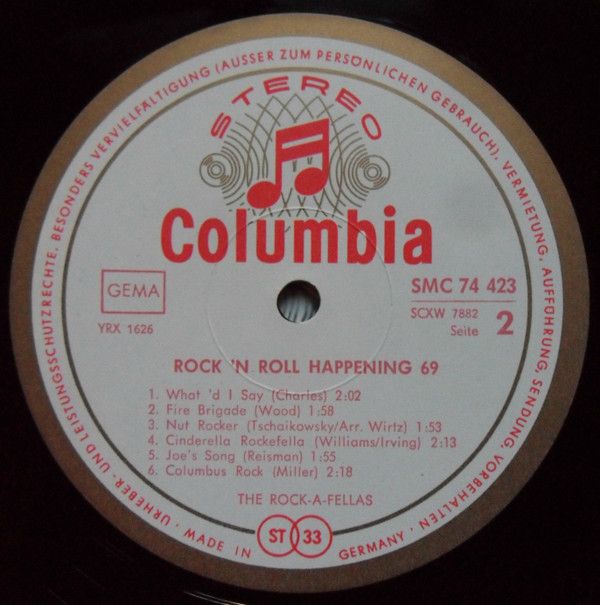 URHEBER- UND LEISTUNGSSCHUTZRECHTE, BESONDERS VERVIELFÄLTIGUNG (AUSSER ZUM PERSÖNLICHEN GEBRAUCH), VERMIETUNG, AUFFÜHRUNG, SENDUNG, VORBEHALTEN
STEREO
Columbia
GEMA
SMC 74 423
YRX 1626
SCXW 7882
Seite 2
ROCK 'N ROLL HAPPENING 69
1. What 'd I Say (Charles) 2:02
2. Fire Brigade (Wood) 1:58
3. Nut Rocker (Tschaikowsky/Arr. Wirtz) 1:53
4. Cinderella Rockefella (Williams/Irving) 2:13
5. Joe's Song (Reisman) 1:55
6. Columbus Rock (Miller) 2:18
THE ROCK-A-FELLAS
ST 33
· MADE IN GERMANY ·